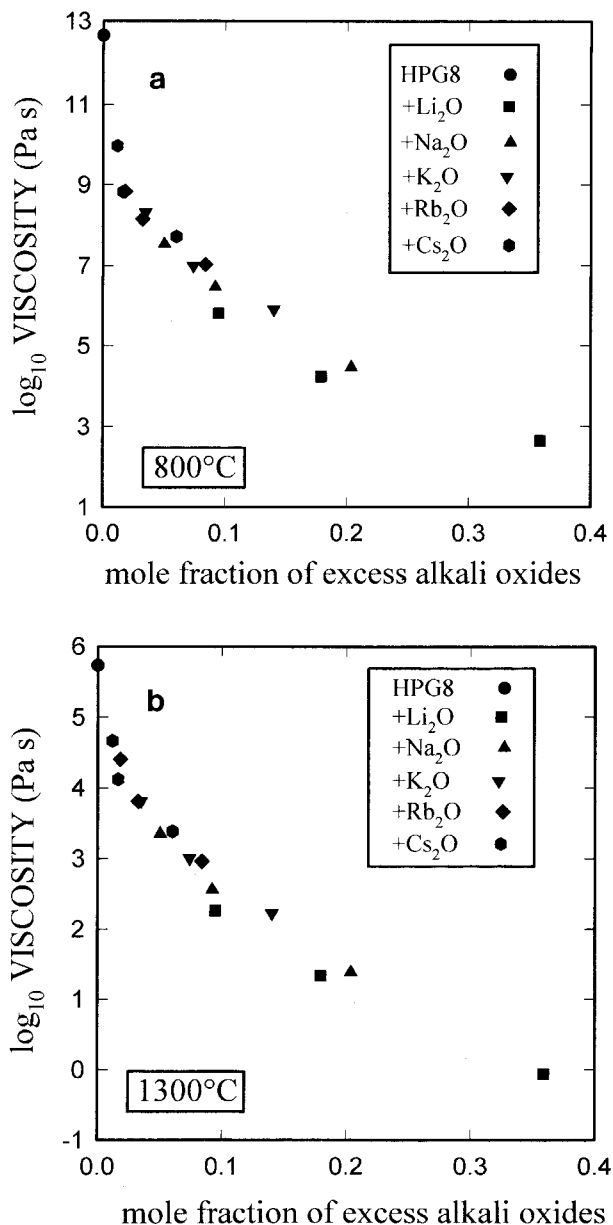 13
11
9
7
5
3
1
log₁₀ VISCOSITY (Pa s)
a
HPG8
+Li₂O
+Na₂O
+K₂O
+Rb₂O
+Cs₂O
800°C
0.0 0.1 0.2 0.3 0.4
mole fraction of excess alkali oxides
6
5
4
3
2
1
0
-1
log₁₀ VISCOSITY (Pa s)
b
HPG8
+Li₂O
+Na₂O
+K₂O
+Rb₂O
+Cs₂O
1300°C
0.0 0.1 0.2 0.3 0.4
mole fraction of excess alkali oxides